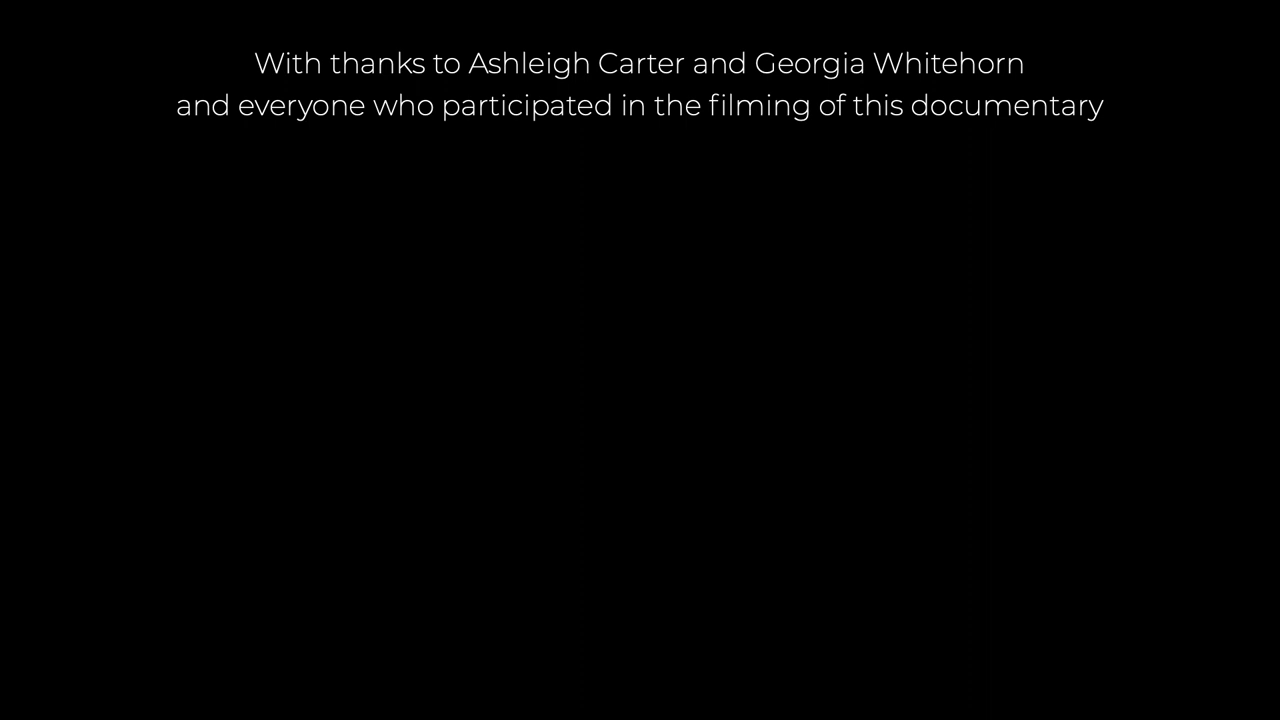 With thanks to Ashleigh Carter and Georgia Whitehorn
and everyone who participated in the filming of this documentary